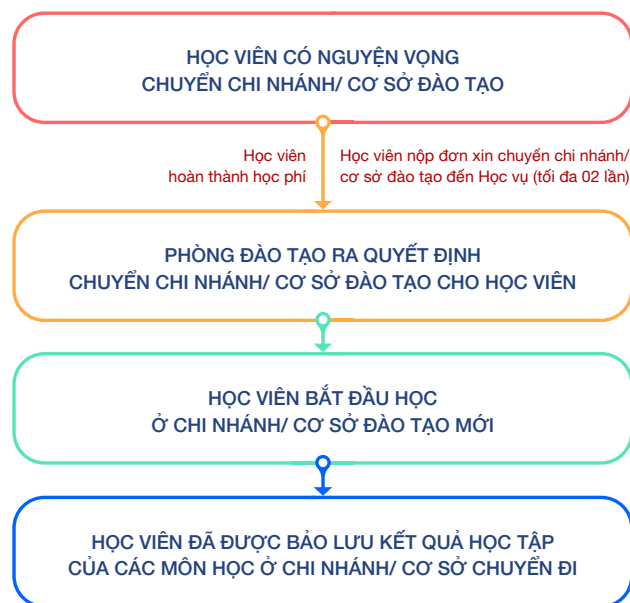 HỌC VIÊN CÓ NGUYỆN VỌNG
CHUYỂN CHI NHÁNH/ CƠ SỞ ĐÀO TẠO
Học viên
hoàn thành học phí
Học viên nộp đơn xin chuyển chi nhánh/
cơ sở đào tạo đến Học vụ (tối đa 02 lần)
PHÒNG ĐÀO TẠO RA QUYẾT ĐỊNH
CHUYỂN CHI NHÁNH/ CƠ SỞ ĐÀO TẠO CHO HỌC VIÊN
HỌC VIÊN BẮT ĐẦU HỌC
Ở CHI NHÁNH/ CƠ SỞ ĐÀO TẠO MỚI
HỌC VIÊN ĐÃ ĐƯỢC BẢO LƯU KẾT QUẢ HỌC TẬP
CỦA CÁC MÔN HỌC Ở CHI NHÁNH/ CƠ SỞ CHUYỂN ĐI